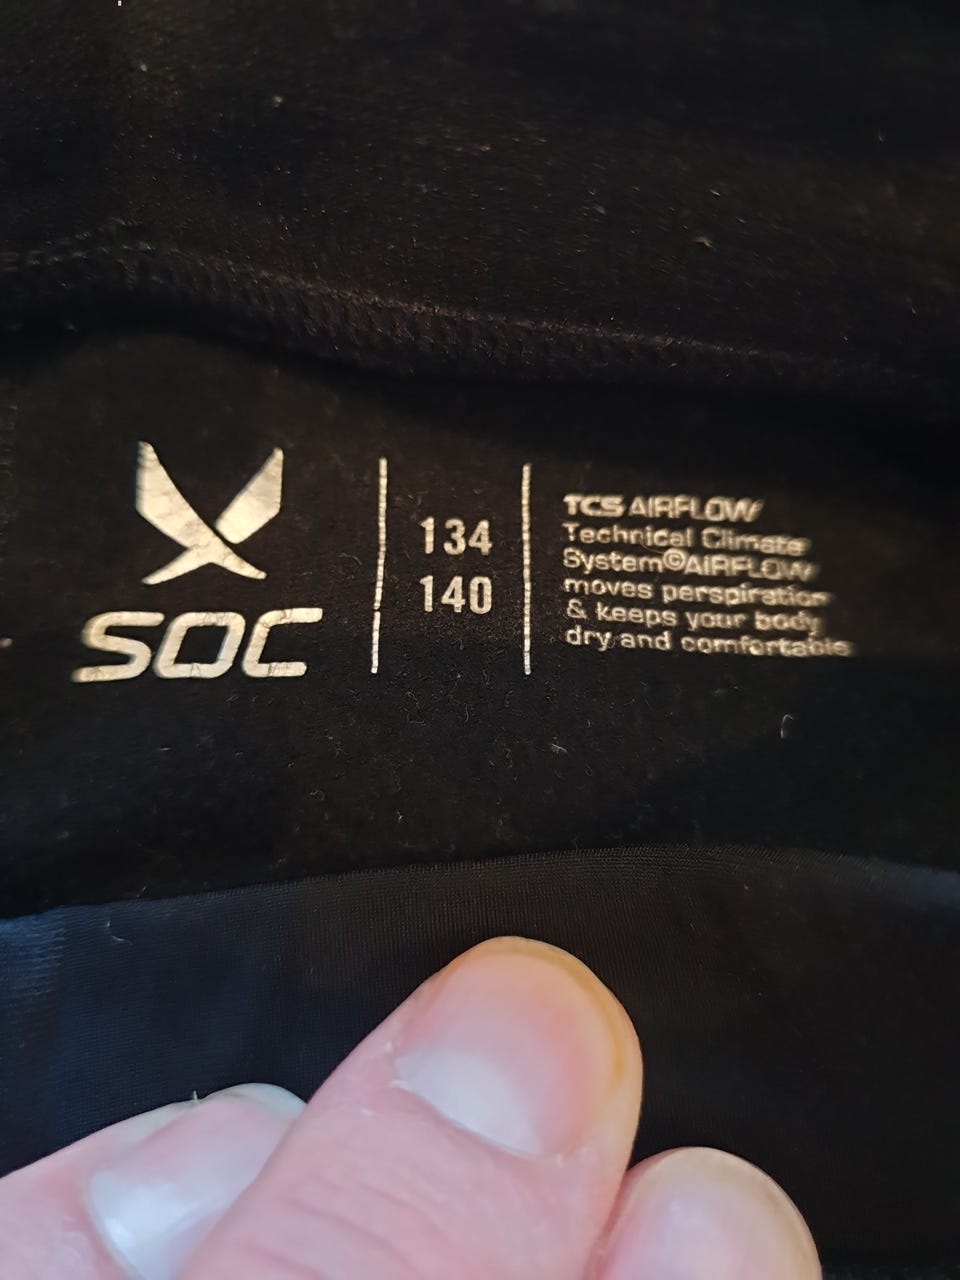 SOC
134
140
TCS AIRFLOW
Technical Climate
System©AIRFLOW
moves perspiration
& keeps your body
dry and comfortable